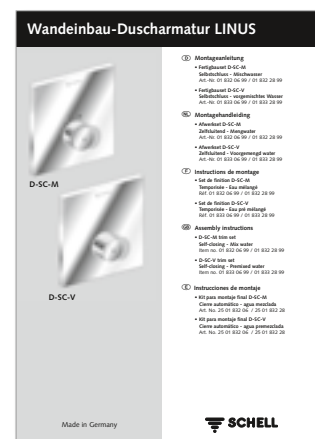 Wandeinbau-Duscharmatur LINUS
D-SC-M
D-SC-V
Made in Germany
D Montageanleitung
• Fertigbauset D-SC-M
Selbstschluss - Mischwasser
Art.-Nr. 01 832 06 99 / 01 832 28 99
• Fertigbauset D-SC-V
Selbstschluss - vorgemischtes Wasser
Art.-Nr. 01 833 06 99 / 01 833 28 99
NL Montagehandleiding
• Afwerkset D-SC-M
Zelfsluitend - Mengwater
Art.-Nr. 01 832 06 99 / 01 832 28 99
• Afwerkset D-SC-V
Zelfsluitend - Voorgemengd water
Art.-Nr. 01 833 06 99 / 01 833 28 99
F Instructions de montage
• Set de finition D-SC-M
Temporisée - Eau mélangé
Réf. 01 832 06 99 / 01 832 28 99
• Set de finition D-SC-V
Temporisée - Eau pré mélangé
Réf. 01 833 06 99 / 01 833 28 99
GB Assembly instructions
• D-SC-M trim set
Self-closing - Mix water
Item no. 01 832 06 99 / 01 832 28 99
• D-SC-V trim set
Self-closing - Premixed water
Item no. 01 833 06 99 / 01 833 28 99
E Instrucciones de montaje
• Kit para montaje final D-SC-M
Cierre automático - agua mezclada
Art. No. 25 01 832 06 / 25 01 832 28
• Kit para montaje final D-SC-V
Cierre automático - agua premezclada
Art. No. 25 01 833 06 / 25 01 833 28
SCHELL